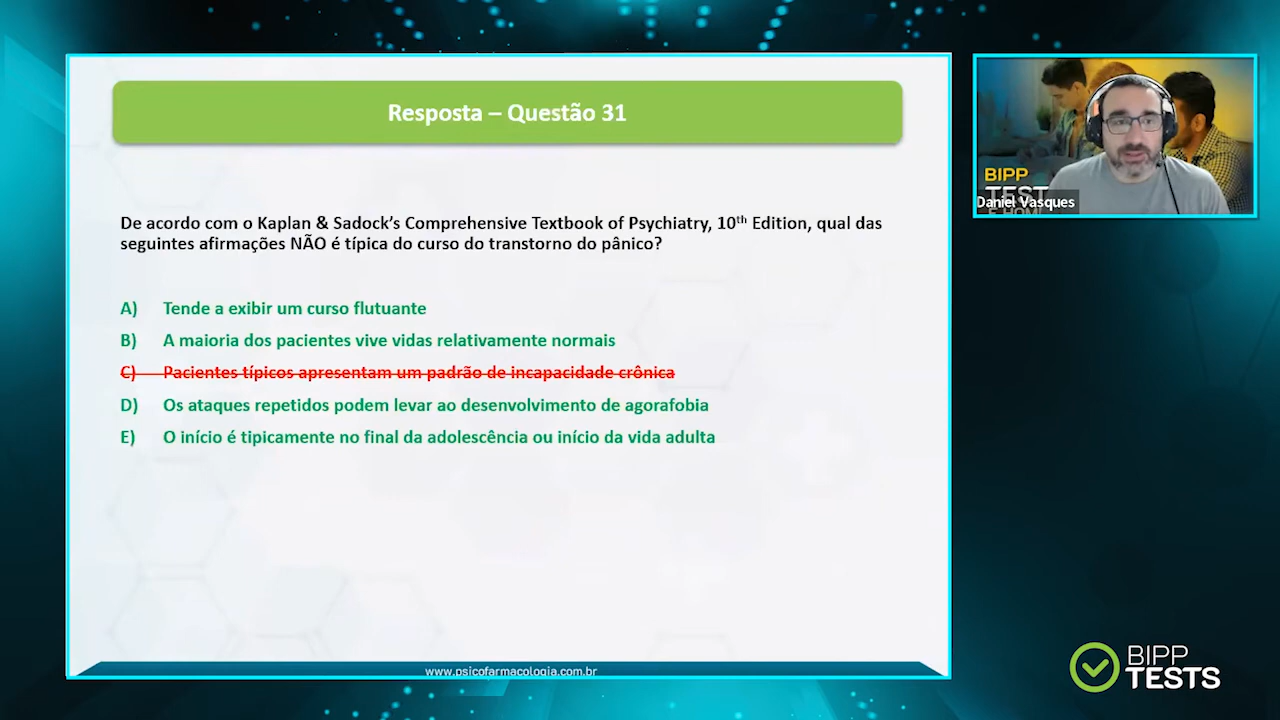 Resposta – Questão 31
De acordo com o Kaplan & Sadock's Comprehensive Textbook of Psychiatry, 10th Edition, qual das
seguintes afirmações NÃO é típica do curso do transtorno do pânico?
A) Tende a exibir um curso flutuante
B) A maioria dos pacientes vive vidas relativamente normais
C) Pacientes típicos apresentam um padrão de incapacidade crônica
D) Os ataques repetidos podem levar ao desenvolvimento de agorafobia
E) O início é tipicamente no final da adolescência ou início da vida adulta
www.psicofarmacologia.com.br
BIPP
TEST
Daniel Vasques
BIPP
TESTS